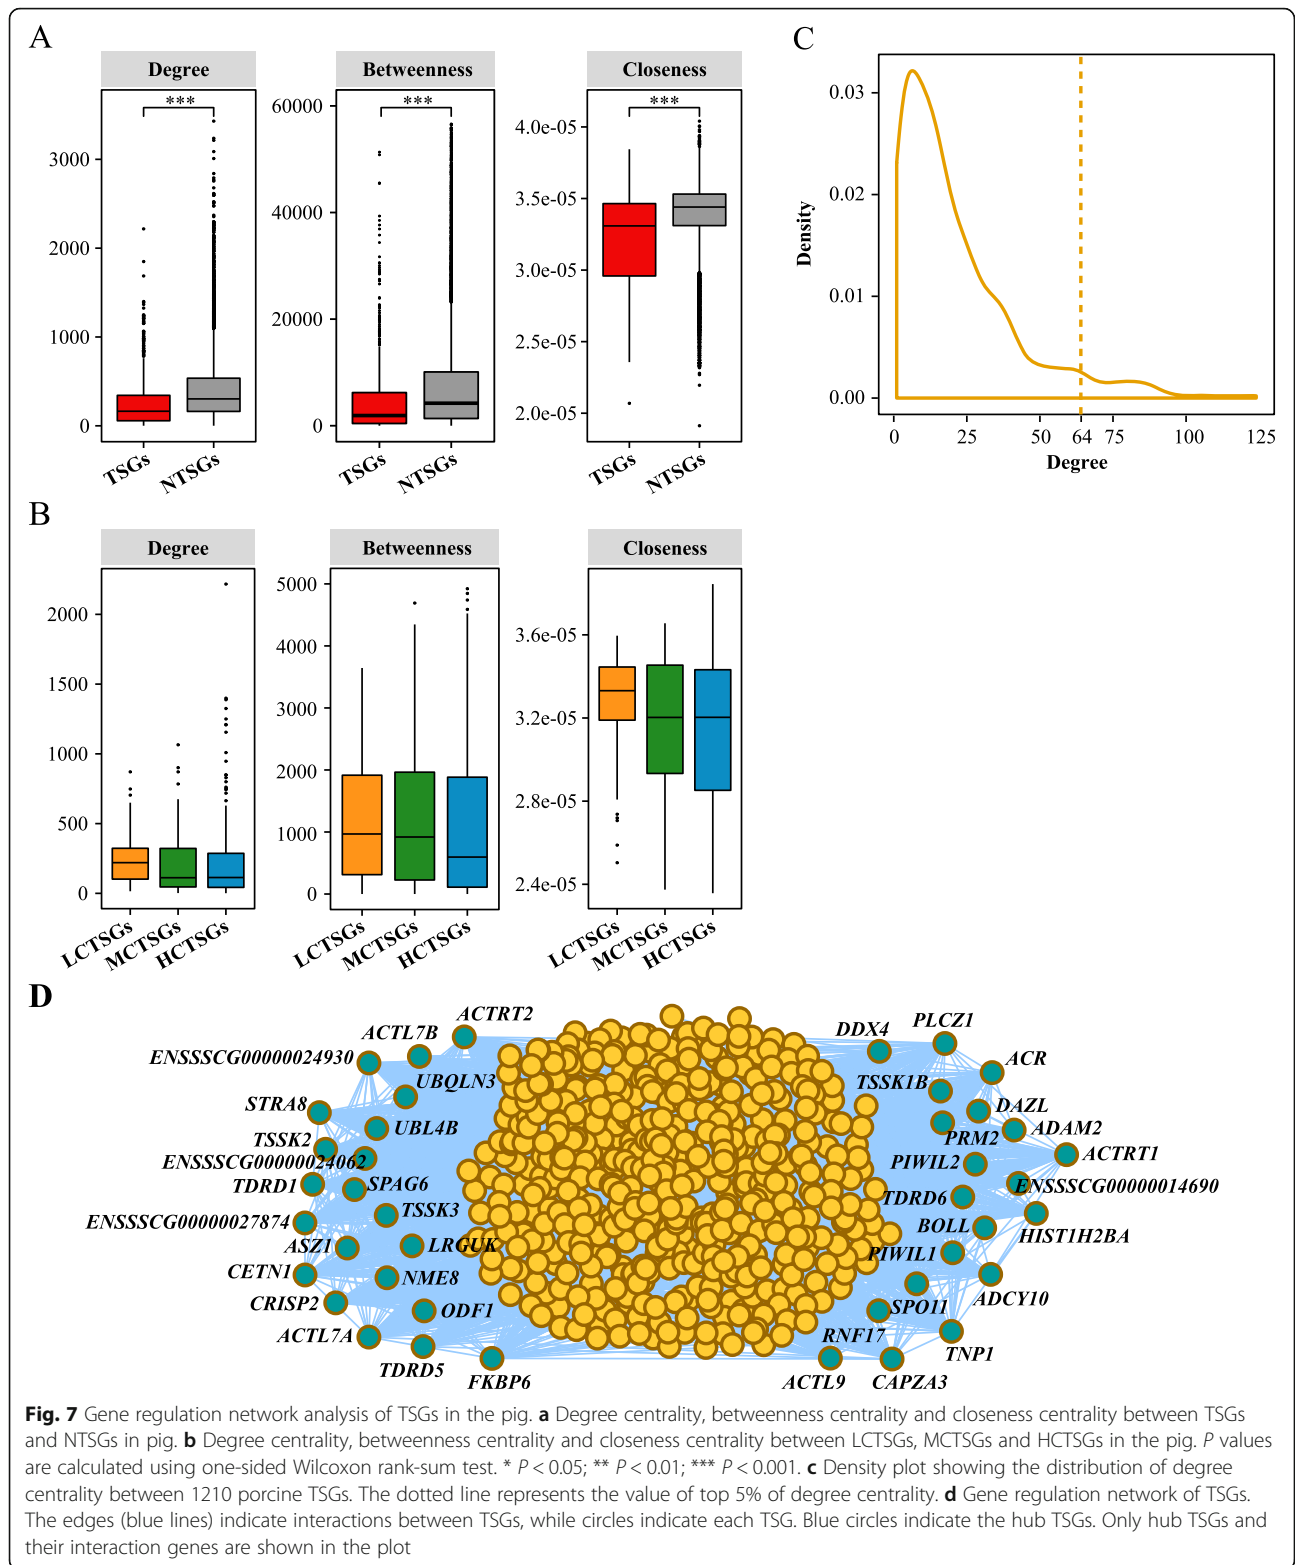 A
Degree
Betweenness
Closeness
***
***
***
3000
2000
1000
0
60000
40000
20000
0
4.0e-05
3.5e-05
3.0e-05
2.5e-05
2.0e-05
TSGs
NTSGs
TSGs
NTSGs
TSGs
NTSGs
C
Density
0.03
0.02
0.01
0.00
0
25
50
64
75
100
125
Degree
B
Degree
Betweenness
Closeness
2000
1500
1000
500
0
5000
4000
3000
2000
1000
0
3.6e-05
3.2e-05
2.8e-05
2.4e-05
LCTSGs
MCTSGs
HCTSGs
LCTSGs
MCTSGs
HCTSGs
LCTSGs
MCTSGs
HCTSGs
D
ACTRT2
ACTL7B
ENSSSCG00000024930
UBQLN3
STRA8
UBL4B
TSSK2
ENSSSCG00000024062
TDRD1
SPAG6
ENSSSCG00000027874
TSSK3
ASZ1
LRGUK
CETN1
NME8
CRISP2
ODF1
ACTL7A
TDRD5
FKBP6
DDX4
PLCZ1
ACR
TSSK1B
DAZL
ADAM2
PRM2
ACTRT1
PIWIL2
ENSSSCG00000014690
TDRD6
BOLL
HIST1H2BA
PIWIL1
ADCY10
SPO11
RNF17
TNP1
ACTL9
CAPZA3
Fig. 7 Gene regulation network analysis of TSGs in the pig. a Degree centrality, betweenness centrality and closeness centrality between TSGs
and NTSGs in pig. b Degree centrality, betweenness centrality and closeness centrality between LCTSGs, MCTSGs and HCTSGs in the pig. P values
are calculated using one-sided Wilcoxon rank-sum test. * P < 0.05; ** P < 0.01; *** P < 0.001. c Density plot showing the distribution of degree
centrality between 1210 porcine TSGs. The dotted line represents the value of top 5% of degree centrality. d Gene regulation network of TSGs.
The edges (blue lines) indicate interactions between TSGs, while circles indicate each TSG. Blue circles indicate the hub TSGs. Only hub TSGs and
their interaction genes are shown in the plot